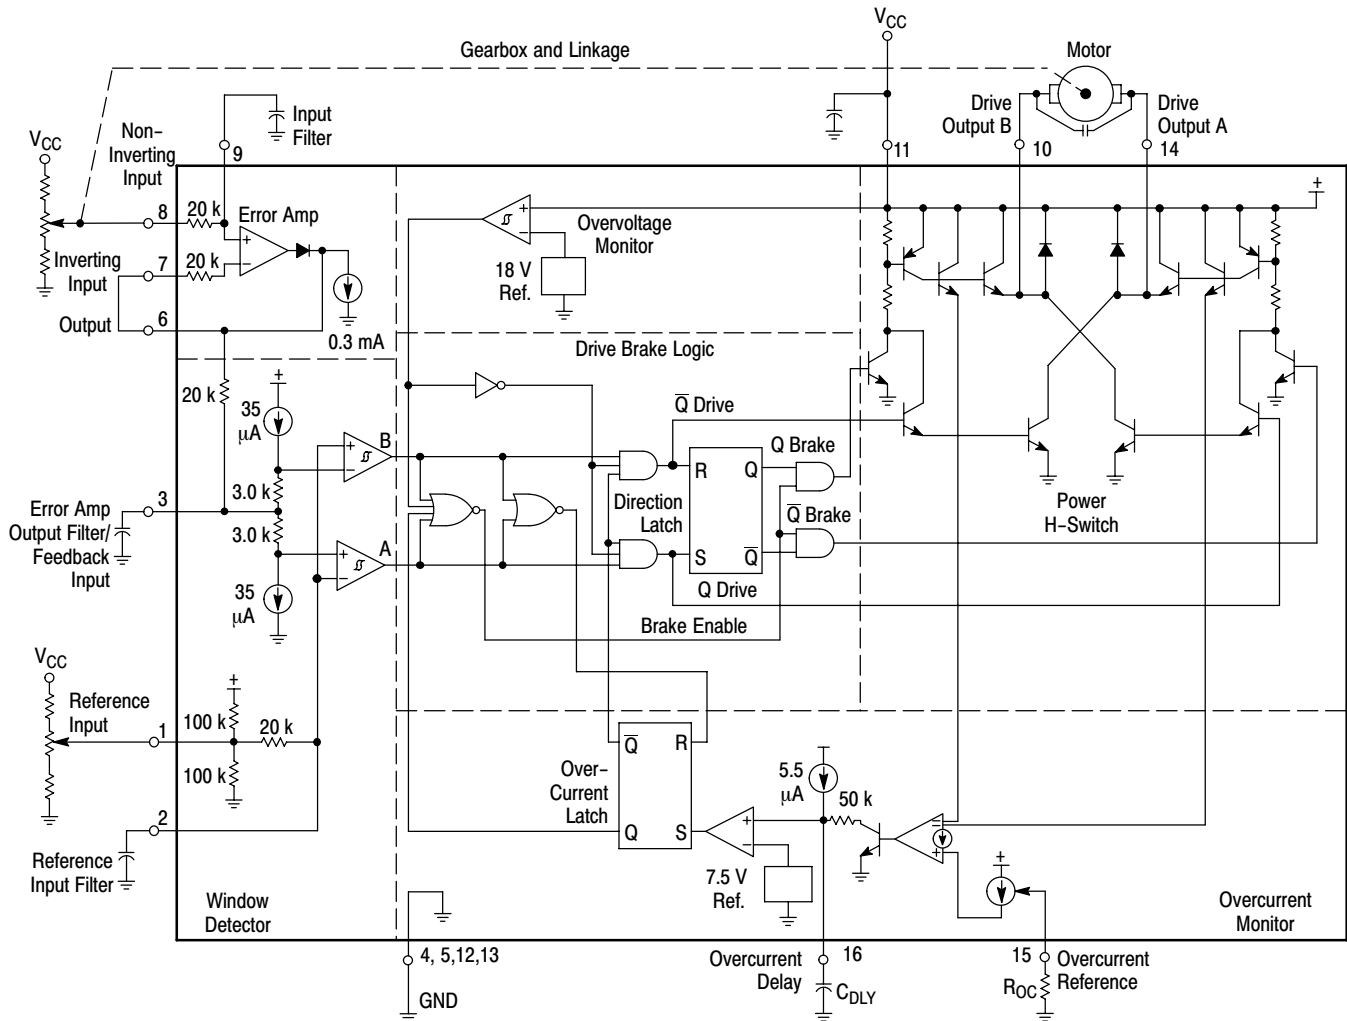 V_CC
Gearbox and Linkage
Motor
Input
Filter
Drive
Output B
Drive
Output A
Non-
Inverting
Input
V_CC
9
11
10
14
+
8
20 k
Error Amp
+
−
Overvoltage
Monitor
+
−
Inverting
Input
7
20 k
18 V
Ref.
Output
6
0.3 mA
Drive Brake Logic
+
20 k
35
μA
Q̅ Drive
B
+
−
Q Brake
R
Q
3.0 k
Error Amp
Output Filter/
Feedback
Input
3
Direction
Latch
Power
H-Switch
Q̅ Brake
3.0 k
A
+
−
S
Q̅
35
μA
Q Drive
Brake Enable
V_CC
Reference
Input
1
+
100 k
20 k
100 k
Q̅
R
Over-
Current
Latch
Q
S
5.5
μA
50 k
+
−
−
+
2
Reference
Input Filter
7.5 V
Ref.
+
Window
Detector
Overcurrent
Monitor
4, 5,12,13
GND
Overcurrent
Delay
16
C_DLY
15
Overcurrent
Reference
R_OC